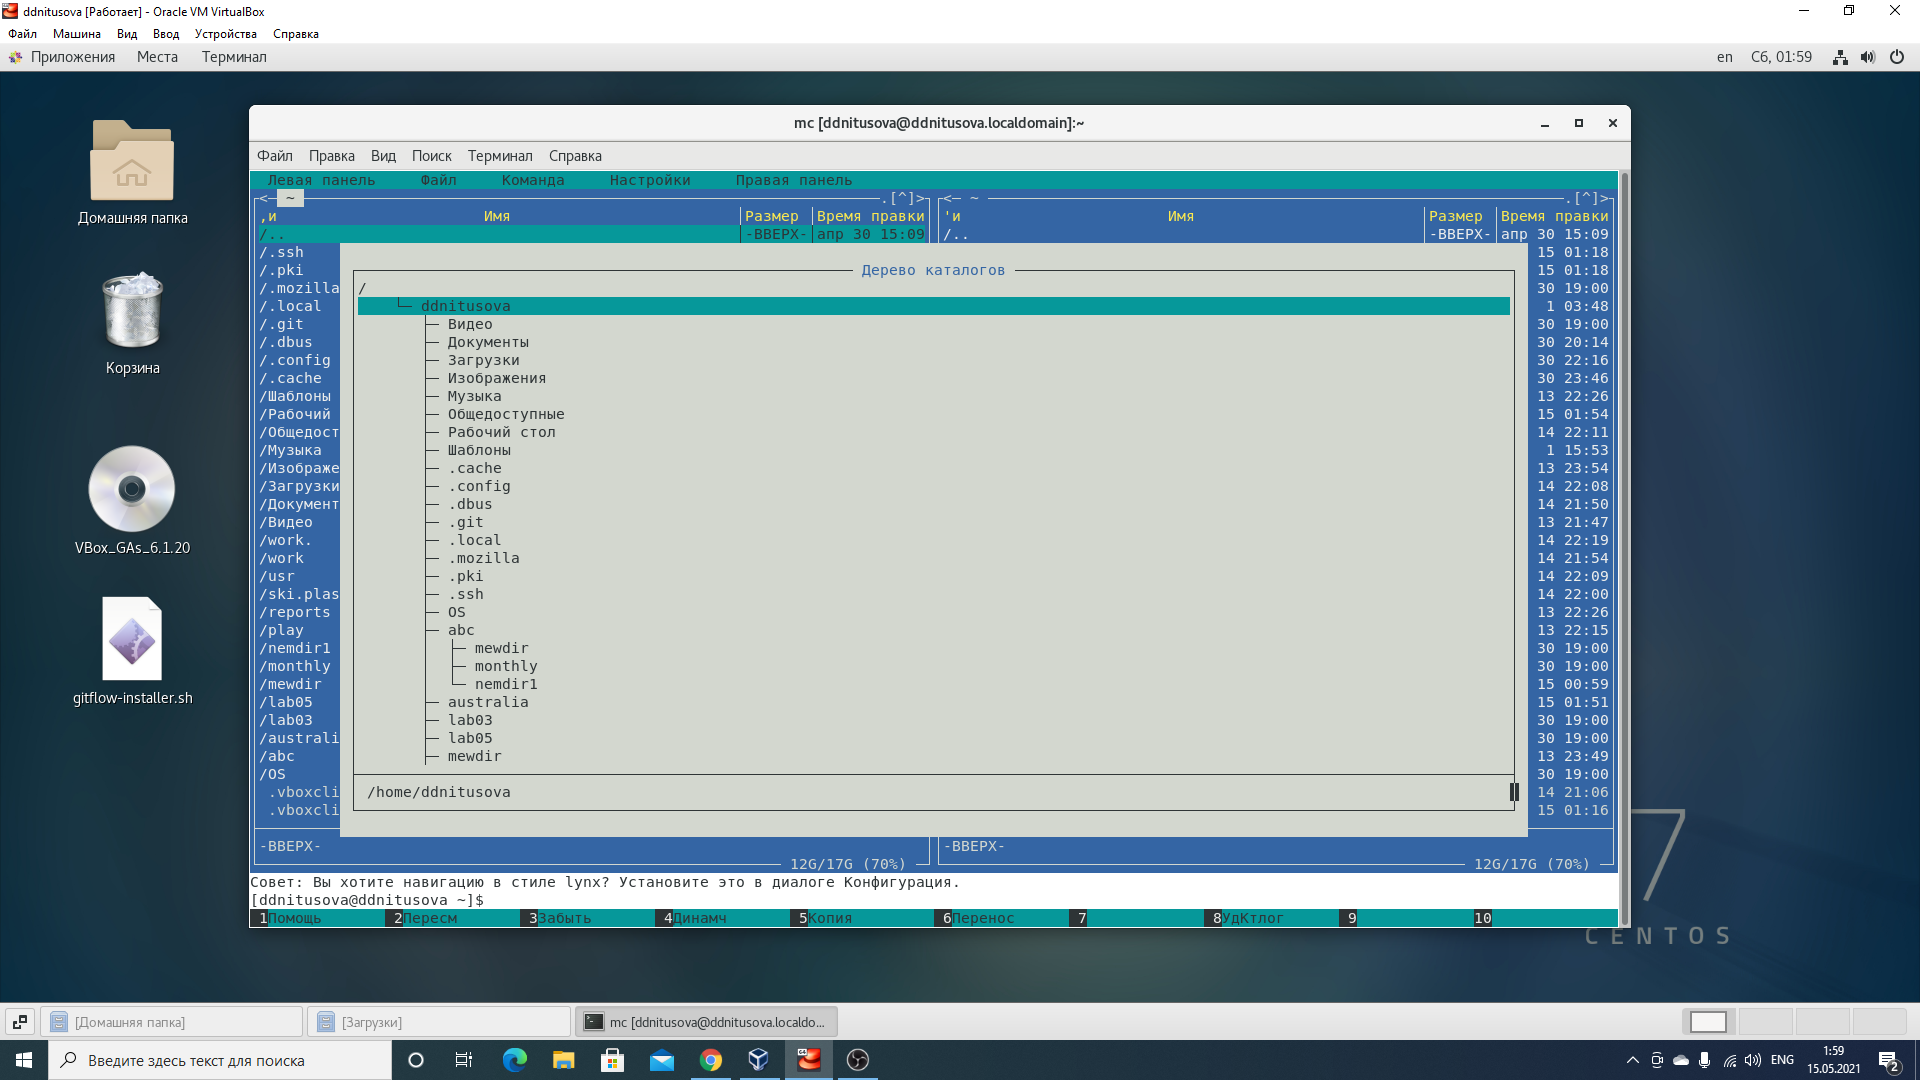 ddnitusova [Работает] - Oracle VM VirtualBox
Файл Машина Вид Ввод Устройства Справка
Приложения Места Терминал en Сб, 01:59
mc [ddnitusova@ddnitusova.localdomain]:~
Файл Правка Вид Поиск Терминал Справка
Левая панель Файл Команда Настройки Правая панель
<─ ~ .[^]> <─ ~ .[^]>
,и Имя Размер Время правки 'и Имя Размер Время правки
/.. -ВВЕРХ- апр 30 15:09 /.. -ВВЕРХ- апр 30 15:09
/.ssh 15 01:18
/.pki Дерево каталогов 15 01:18
/.mozilla / 30 19:00
/.local └─ ddnitusova 1 03:48
/.git ├─ Видео 30 19:00
/.dbus ├─ Документы 30 20:14
/.config ├─ Загрузки 30 22:16
/.cache ├─ Изображения 30 23:46
/Шаблоны ├─ Музыка 13 22:26
/Рабочий ├─ Общедоступные 15 01:54
/Общедост ├─ Рабочий стол 14 22:11
/Музыка ├─ Шаблоны 1 15:53
/Изображе ├─ .cache 13 23:54
/Загрузки ├─ .config 14 22:08
/Документ ├─ .dbus 14 21:50
/Видео ├─ .git 13 21:47
/work. ├─ .local 14 22:19
/work ├─ .mozilla 14 21:54
/usr ├─ .pki 14 22:09
/ski.plas ├─ .ssh 14 22:00
/reports ├─ OS 13 22:26
/play ├─ abc 13 22:15
/nemdir1 │ ├─ mewdir 30 19:00
/monthly │ ├─ monthly 30 19:00
/mewdir │ └─ nemdir1 15 00:59
/lab05 ├─ australia 15 01:51
/lab03 ├─ lab03 30 19:00
/australi ├─ lab05 30 19:00
/abc ├─ mewdir 13 23:49
/OS 30 19:00
.vboxcli /home/ddnitusova 14 21:06
.vboxcli 15 01:16
-ВВЕРХ- -ВВЕРХ-
12G/17G (70%) 12G/17G (70%)
Совет: Вы хотите навигацию в стиле lynx? Установите это в диалоге Конфигурация.
[ddnitusova@ddnitusova ~]$
1Помощь 2Пересм 3Забыть 4Динамч 5Копия 6Перенос 7 8УдКтлог 9 10
Домашняя папка
Корзина
VBox_GAs_6.1.20
gitflow-installer.sh
7
CENTOS
[Домашняя папка] [Загрузки] mc [ddnitusova@ddnitusova.localdo...
Введите здесь текст для поиска ENG 1:59
15.05.2021 2